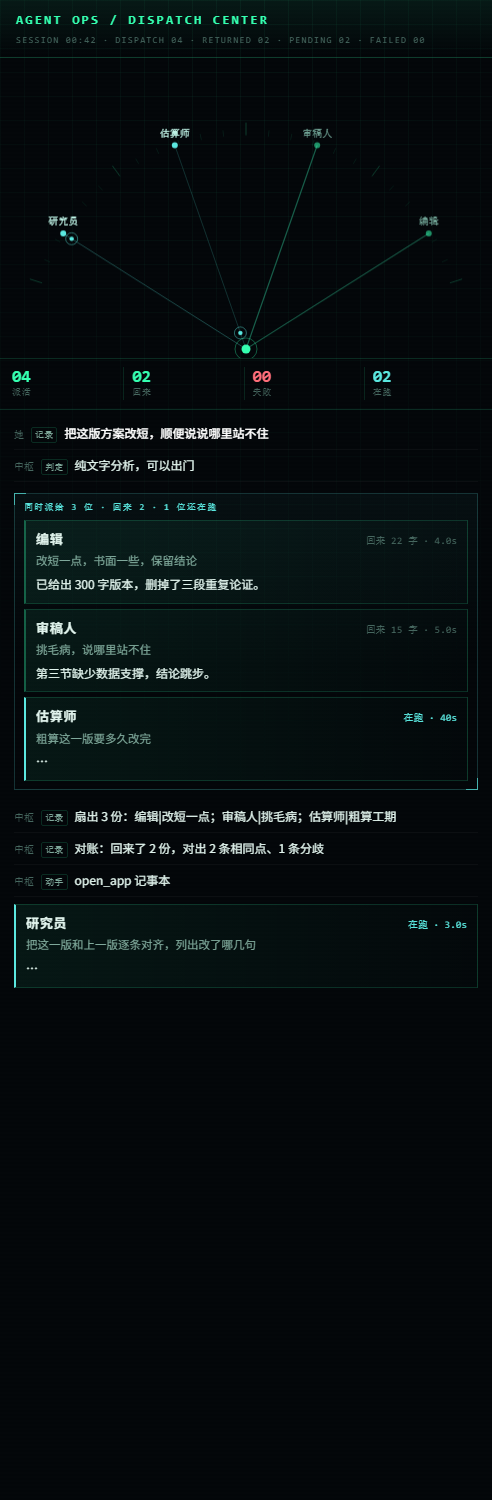 AGENT OPS / DISPATCH CENTER
SESSION 00:42 · DISPATCH 04 · RETURNED 02 · PENDING 02 · FAILED 00
估算师
审稿人
研究员
编辑
04
派活
02
回来
00
失败
02
在跑
她 记录 把这版方案改短，顺便说说哪里站不住
中枢 判定 纯文字分析，可以出门
同时派给 3 位 · 回来 2 · 1 位还在跑
编辑 回来 22 字 · 4.0s
改短一点，书面一些，保留结论
已给出 300 字版本，删掉了三段重复论证。
审稿人 回来 15 字 · 5.0s
挑毛病，说哪里站不住
第三节缺少数据支撑，结论跳步。
估算师 在跑 · 40s
粗算这一版要多久改完
…
中枢 记录 扇出 3 份：编辑|改短一点；审稿人|挑毛病；估算师|粗算工期
中枢 记录 对账：回来了 2 份，对出 2 条相同点、1 条分歧
中枢 动手 open_app 记事本
研究员 在跑 · 3.0s
把这一版和上一版逐条对齐，列出改了哪几句
…